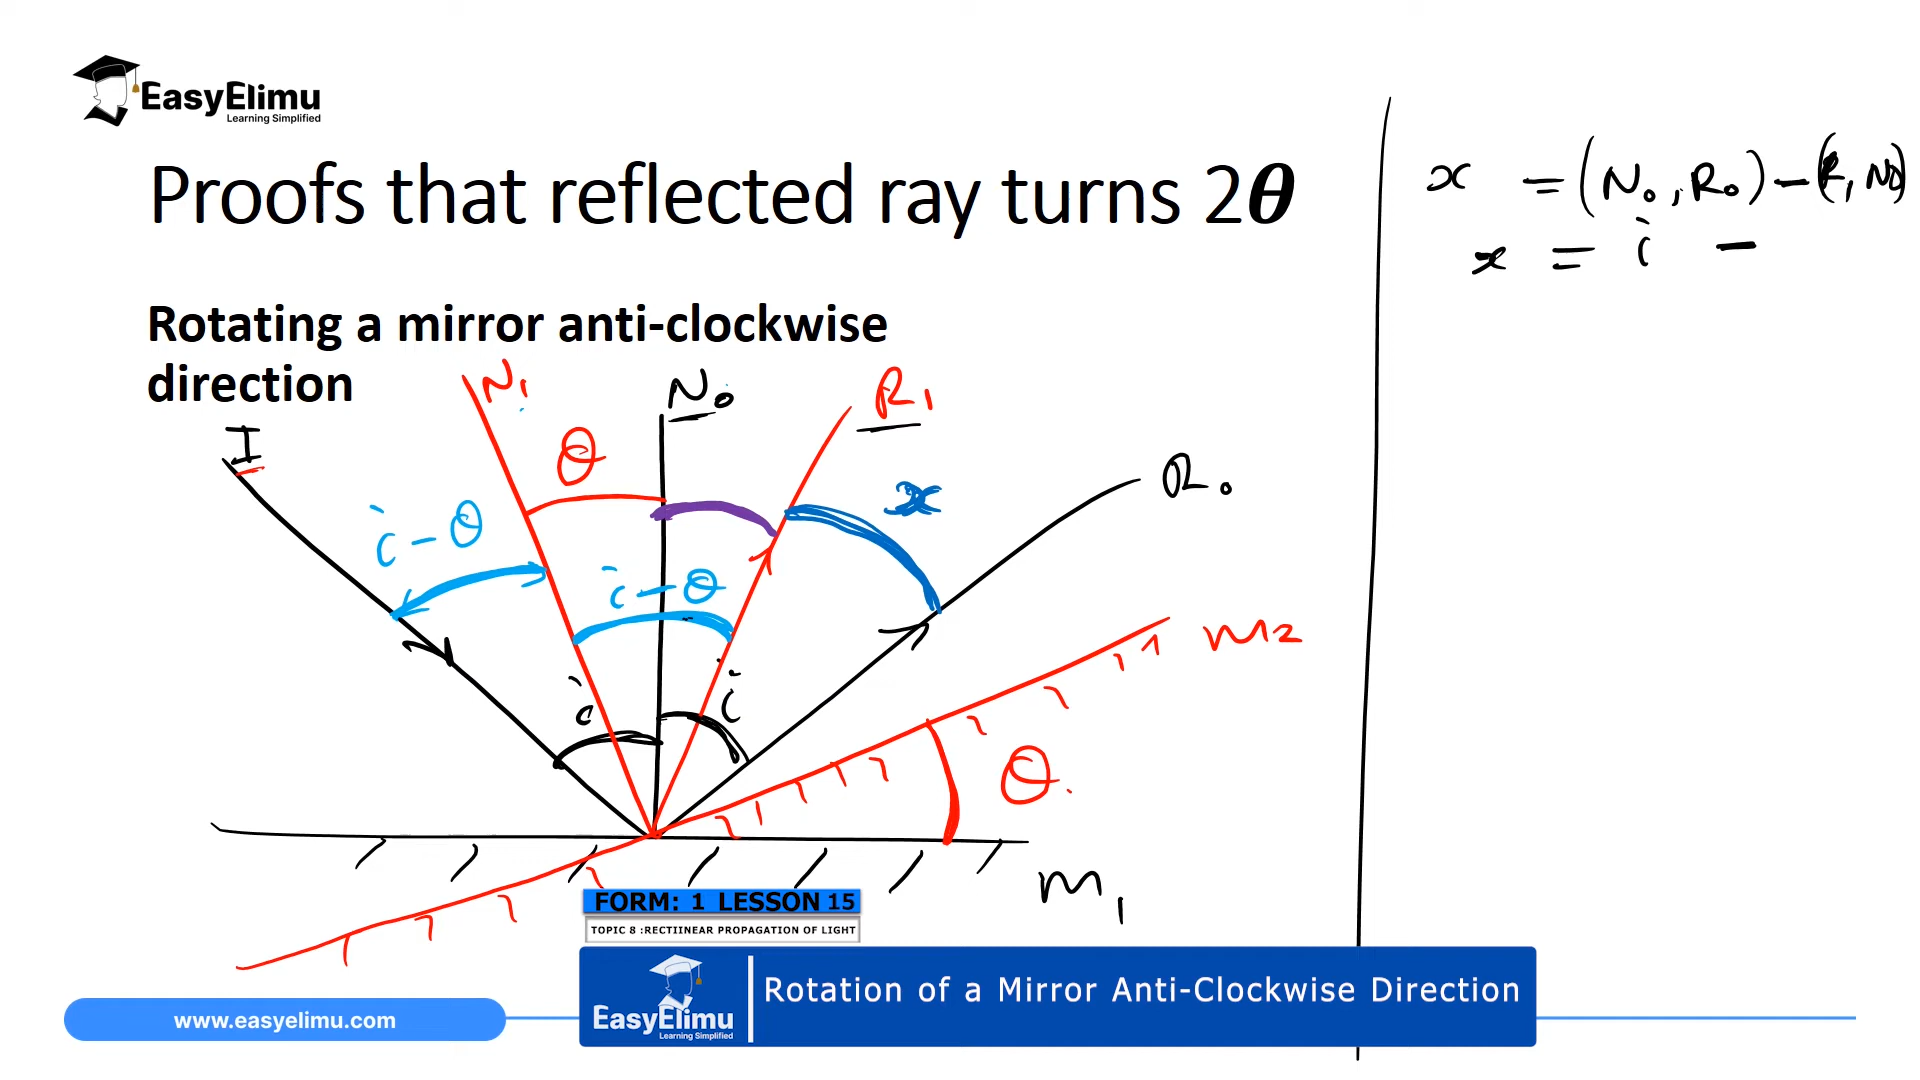 EasyElimu
Learning Simplified
Proofs that reflected ray turns 2θ
Rotating a mirror anti-clockwise
direction
x = (N₀, R₀) - (R₁ N₀)
x = i -
N₁
N₀
R₁
I
θ
R₀
x
i - θ
i - θ
M₂
i
i
θ
M₁
FORM: 1 LESSON 15
TOPIC 8 :RECTIINEAR PROPAGATION OF LIGHT
Rotation of a Mirror Anti-Clockwise Direction
EasyElimu
Learning Simplified
www.easyelimu.com